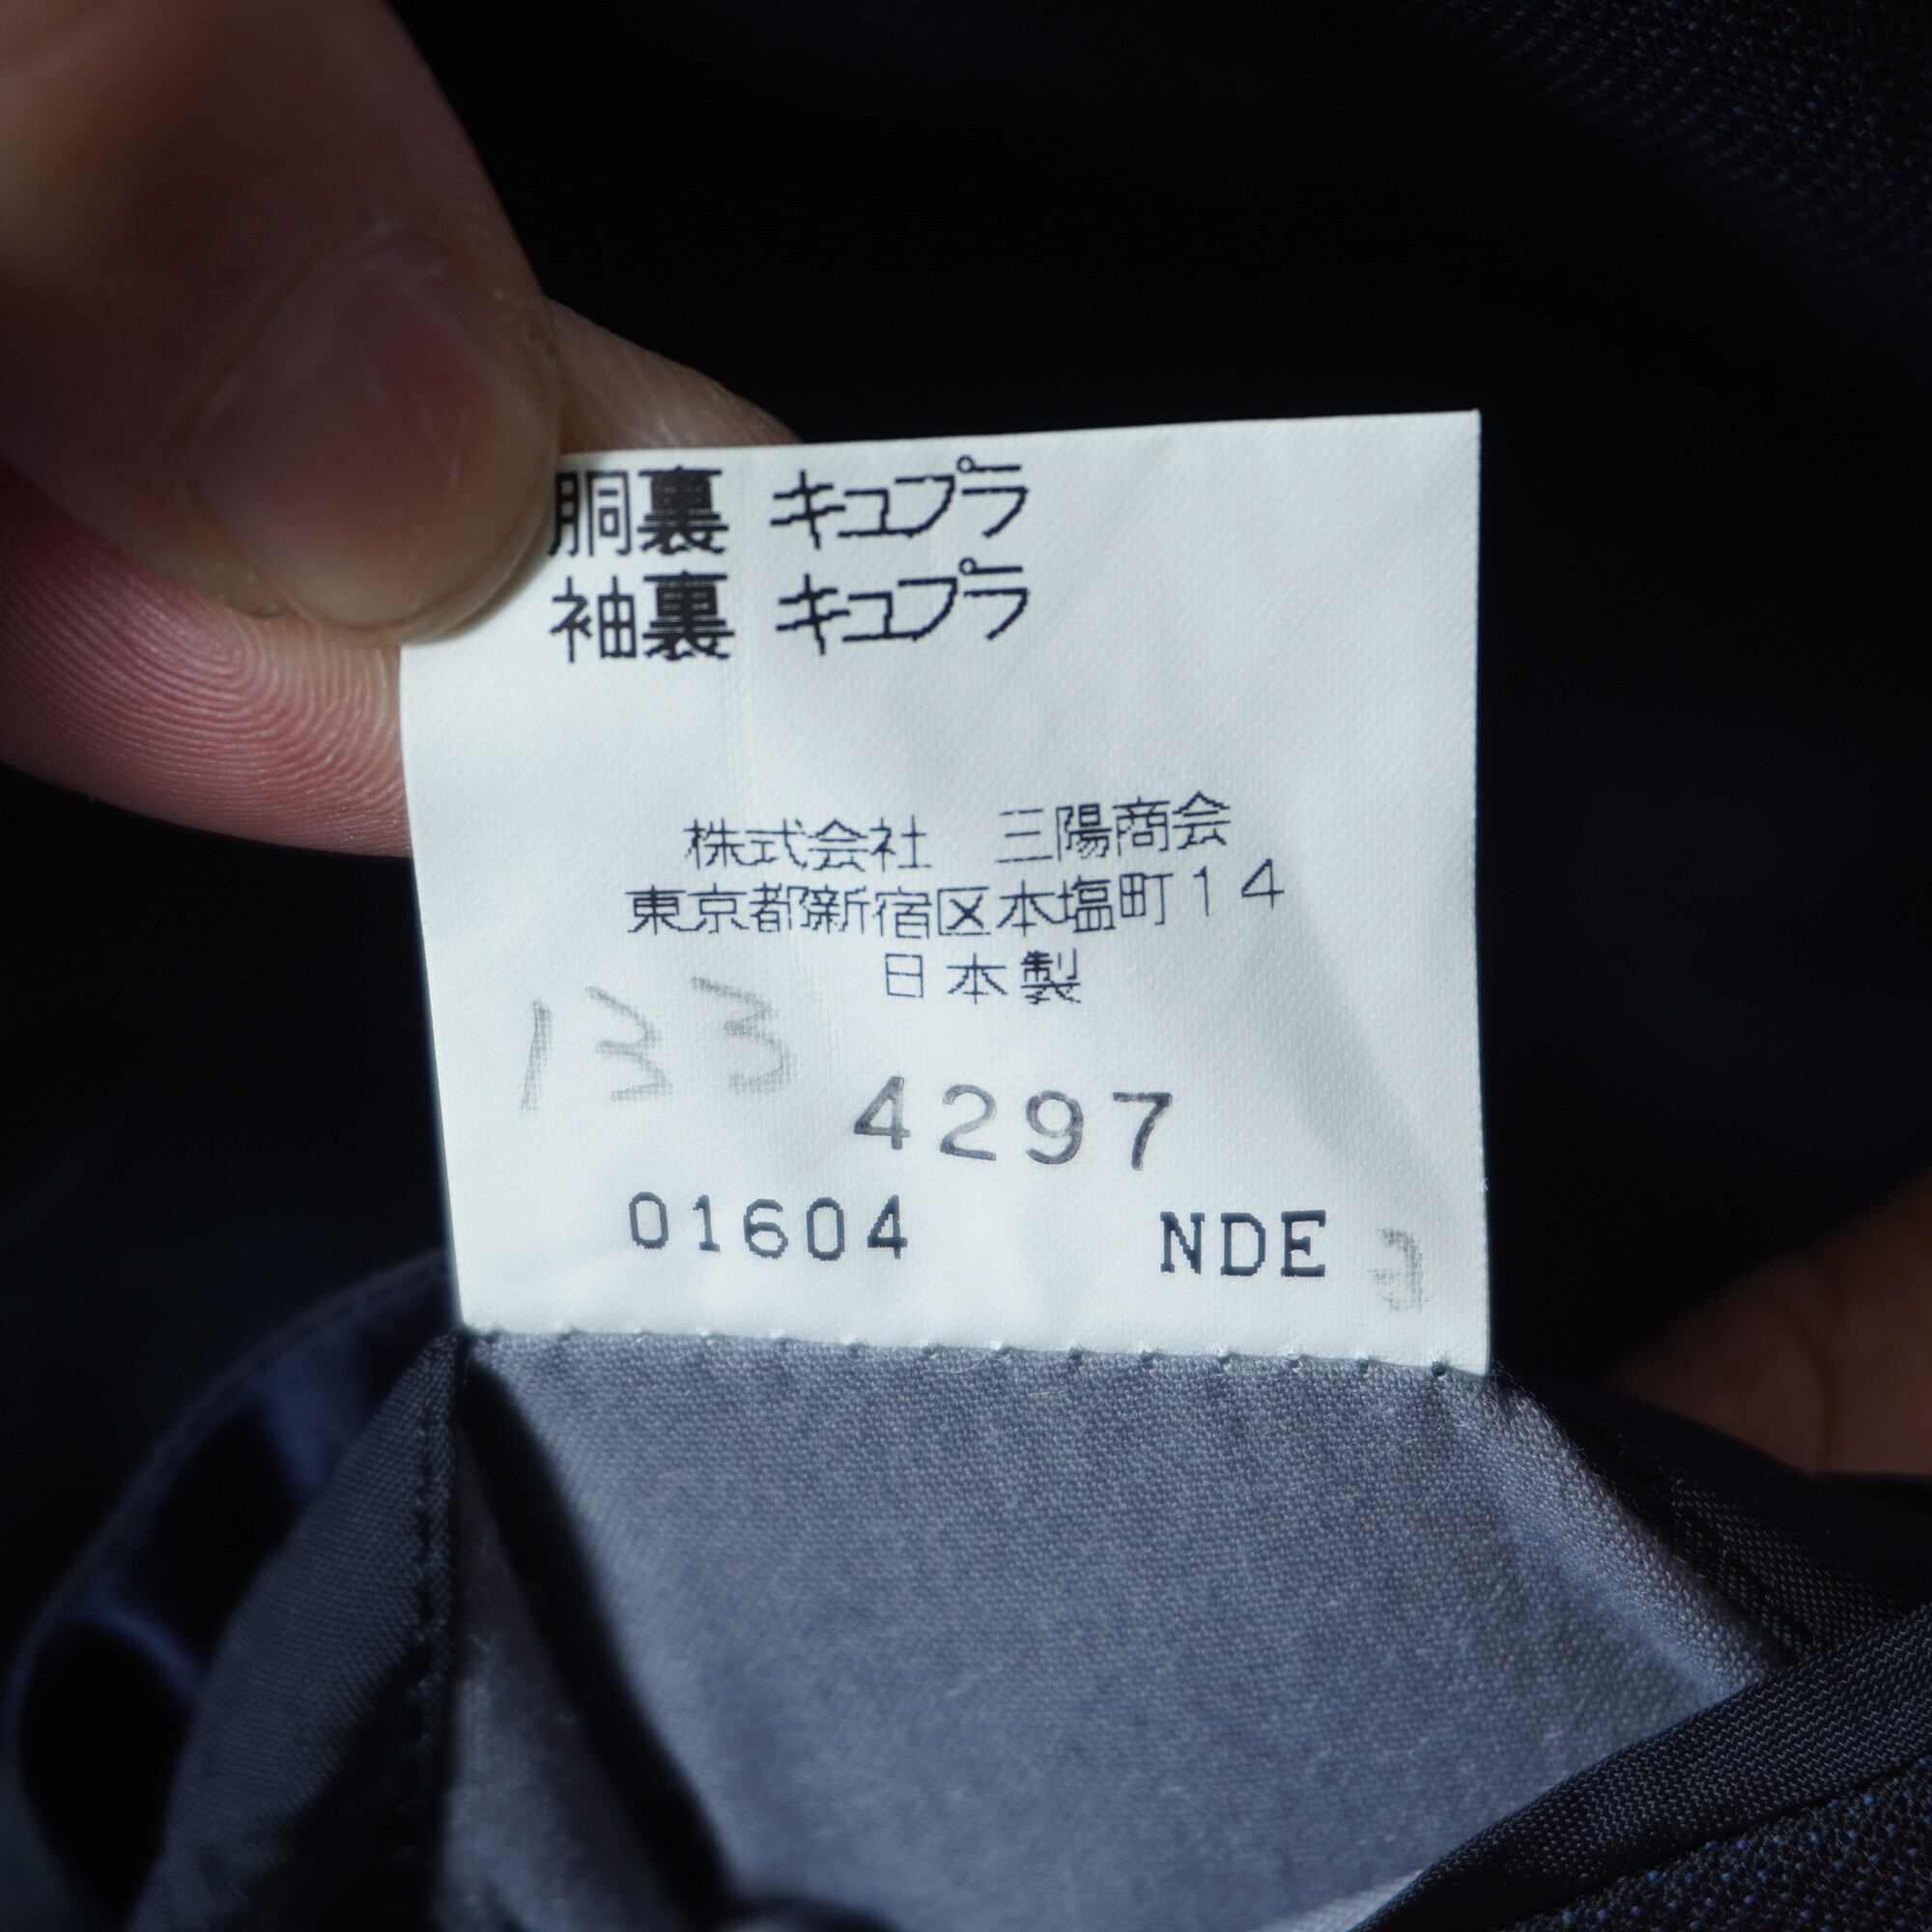 胴裏 キュプラ
袖裏 キュプラ
株式会社 三陽商会
東京都新宿区本塩町14
日本製
133
4297
01604 NDE